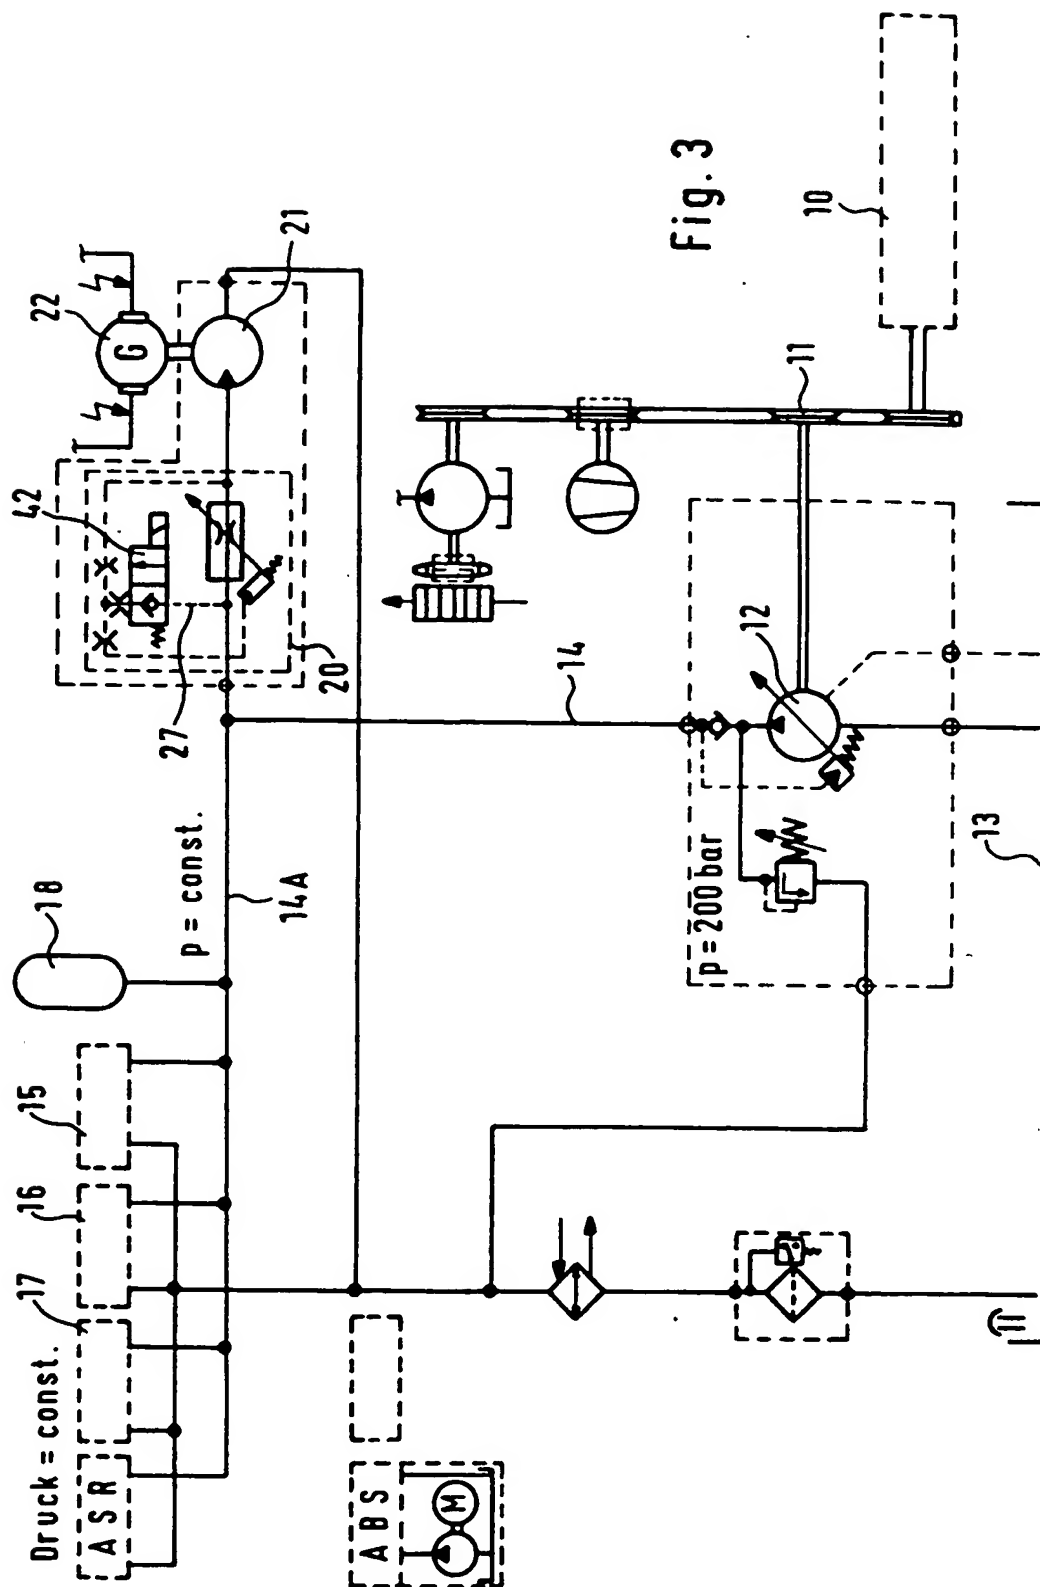 Druck = const.
ASR
17
16
15
18
p = const.
14A
27
42
20
22
G
21
ABS
M
14
p = 200 bar
12
13
11
10
Fig. 3